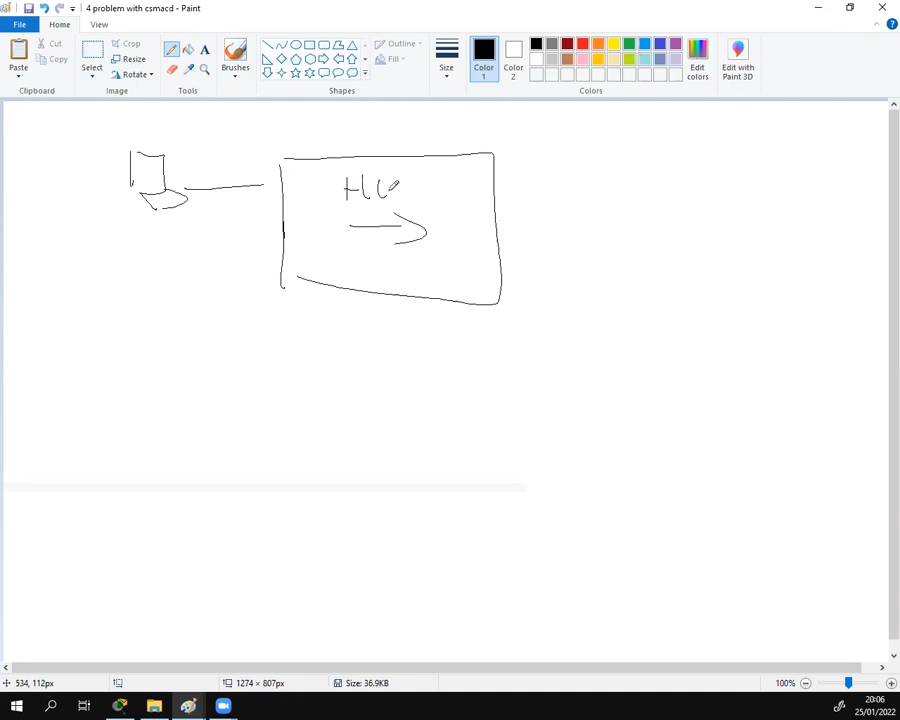 4 problem with csmacd - Paint
File Home View
Paste
Cut
Copy
Clipboard
Select
Crop
Resize
Rotate
Image
A
Tools
Brushes
Shapes
Outline
Fill
Size
Color 1
Color 2
Colors
Edit colors
Edit with Paint 3D
534, 112px
1274 × 807px
Size: 36.9KB
100%
20:06
25/01/2022